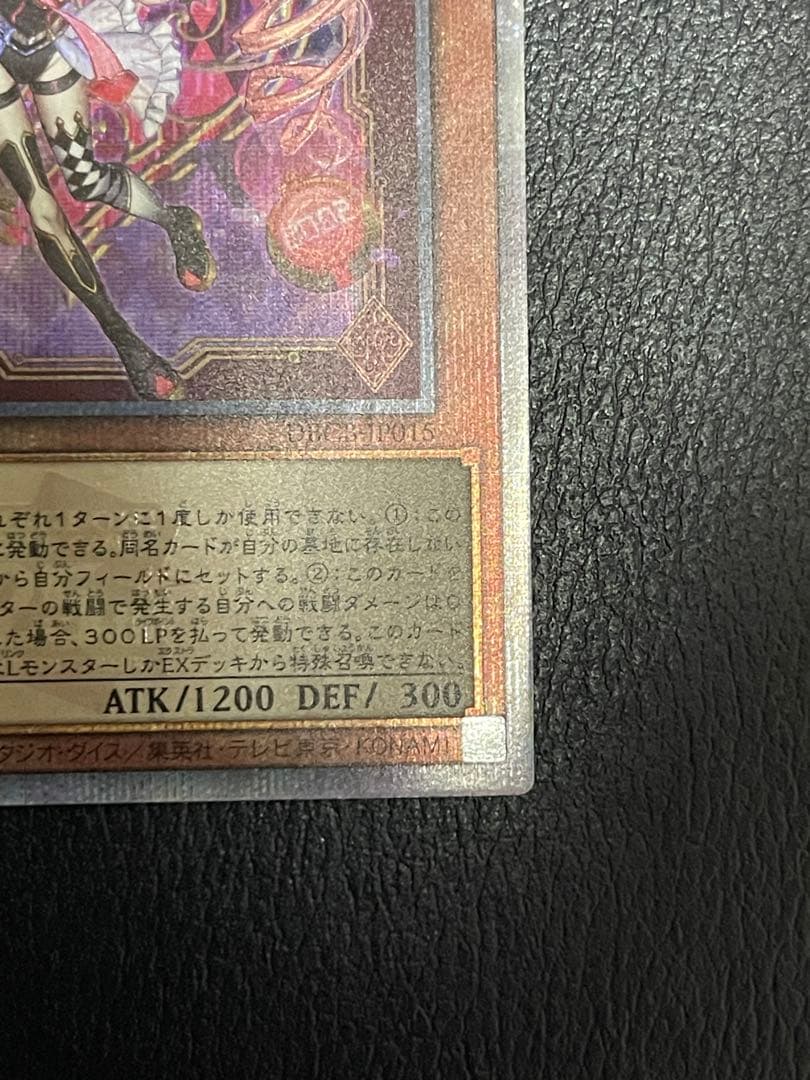 DBCB-JP015
れぞれ1ターンに1度しか使用できない。①:この
に発動できる。同名カードが自分の墓地に存在しない
から自分フィールドにセットする。②:このカードを
ターの戦闘で発生する自分への戦闘ダメージは0
た場合、300LPを払って発動できる。このカード
はLモンスターしかEXデッキから特殊召喚できない。
ATK/1200 DEF/ 300
タジオ・ダイス/集英社・テレビ東京・KONAMI